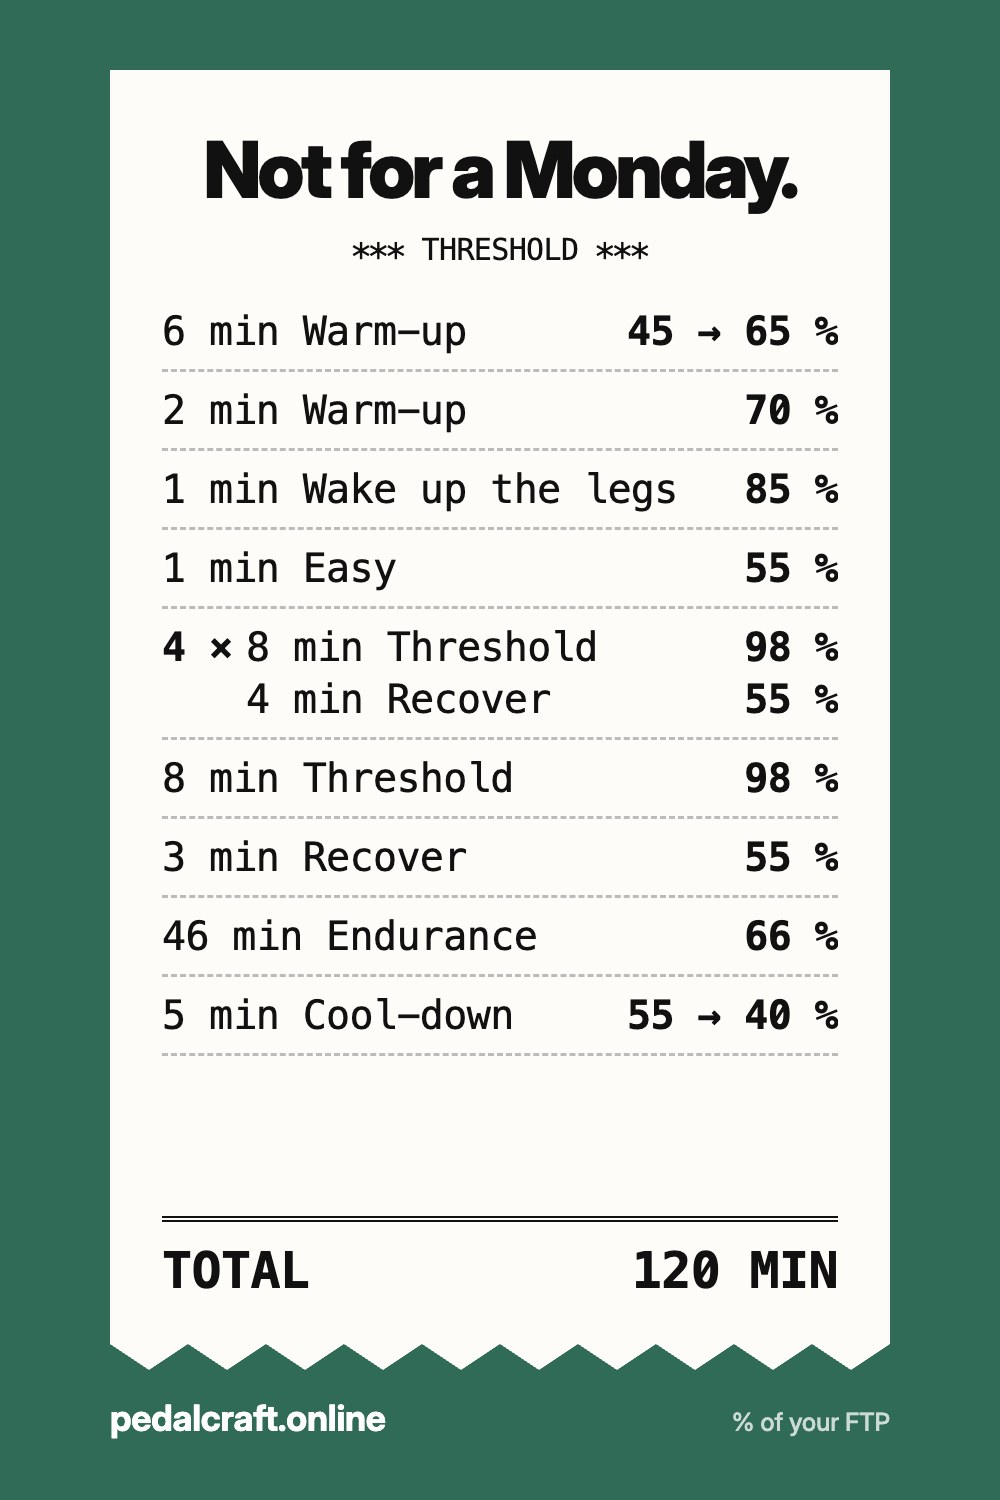 Not for a Monday.
*** THRESHOLD ***
6 min Warm-up 45 → 65 %
2 min Warm-up 70 %
1 min Wake up the legs 85 %
1 min Easy 55 %
4 × 8 min Threshold 98 %
4 min Recover 55 %
8 min Threshold 98 %
3 min Recover 55 %
46 min Endurance 66 %
5 min Cool-down 55 → 40 %
TOTAL 120 MIN
pedalcraft.online % of your FTP